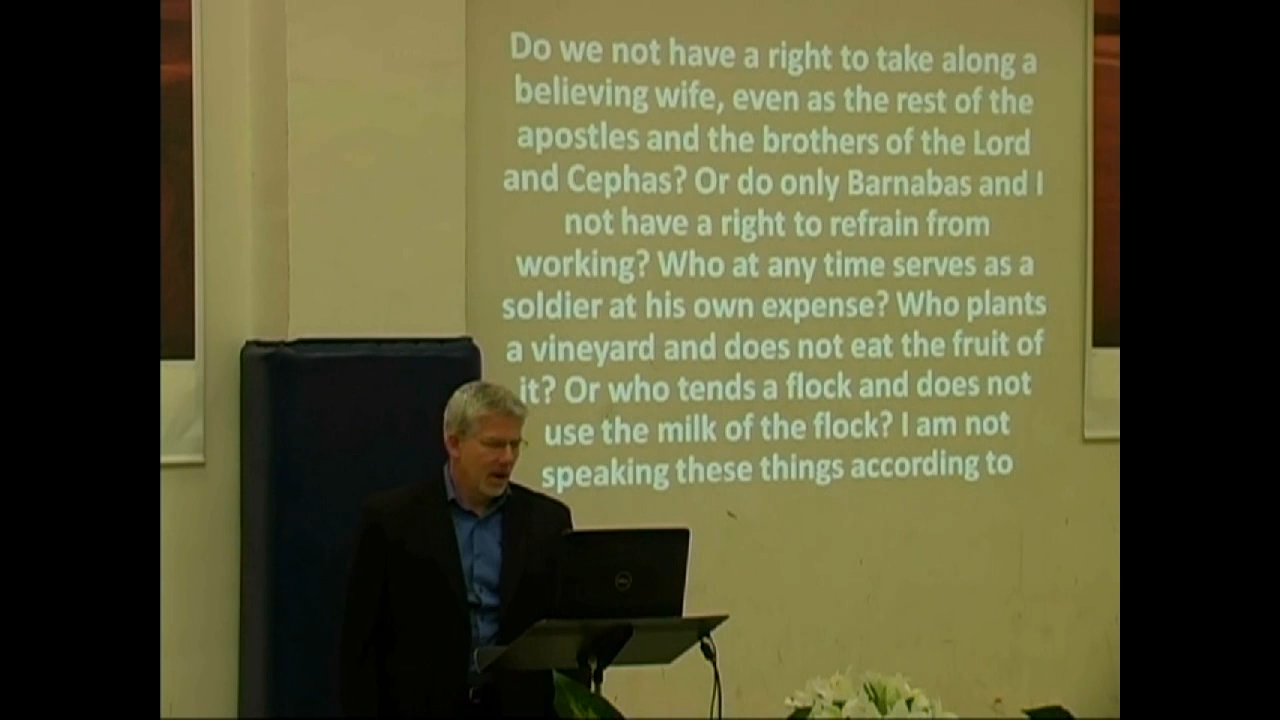 Do we not have a right to take along a
believing wife, even as the rest of the
apostles and the brothers of the Lord
and Cephas? Or do only Barnabas and I
not have a right to refrain from
working? Who at any time serves as a
soldier at his own expense? Who plants
a vineyard and does not eat the fruit of
it? Or who tends a flock and does not
use the milk of the flock? I am not
speaking these things according to
DELL